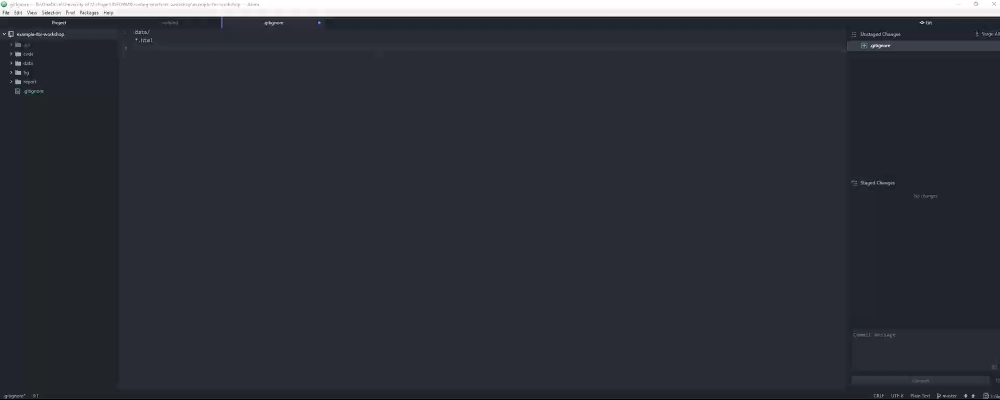 .gitignore — B:\OneDrive\Univerity of Michigan\INFORMS\coding-practices-workshop\example-for-workshop — Atom
File Edit View Selection Find Packages Help
Project
untitled
.gitignore
Git
example-for-workshop
.git
code
data
fig
report
.gitignore
data/
*.html
Unstaged Changes
Stage All
.gitignore
Staged Changes
No changes
Commit message
Commit
72
.gitignore* 3:1
CRLF UTF-8 Plain Text master 1 file